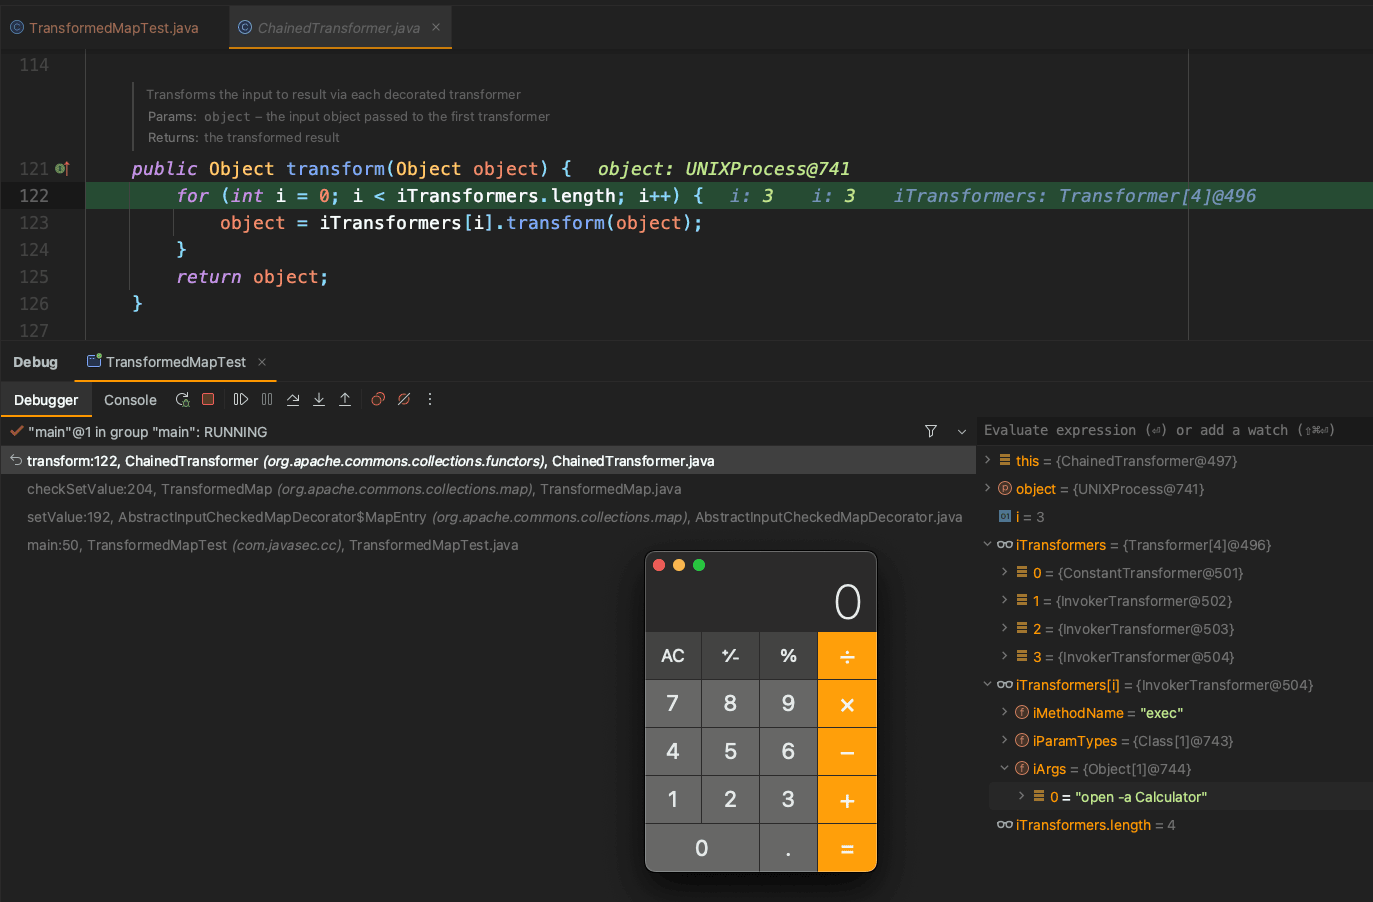 TransformedMapTest.java ChainedTransformer.java
114
Transforms the input to result via each decorated transformer
Params: object – the input object passed to the first transformer
Returns: the transformed result
121 public Object transform(Object object) { object: UNIXProcess@741
122 for (int i = 0; i < iTransformers.length; i++) { i: 3 i: 3 iTransformers: Transformer[4]@496
123 object = iTransformers[i].transform(object);
124 }
125 return object;
126 }
127
Debug TransformedMapTest
Debugger Console
"main"@1 in group "main": RUNNING
transform:122, ChainedTransformer (org.apache.commons.collections.functors), ChainedTransformer.java
checkSetValue:204, TransformedMap (org.apache.commons.collections.map), TransformedMap.java
setValue:192, AbstractInputCheckedMapDecorator$MapEntry (org.apache.commons.collections.map), AbstractInputCheckedMapDecorator.java
main:50, TransformedMapTest (com.javasec.cc), TransformedMapTest.java
Evaluate expression (⏎) or add a watch (⇧⌘⏎)
this = {ChainedTransformer@497}
object = {UNIXProcess@741}
i = 3
iTransformers = {Transformer[4]@496}
0 = {ConstantTransformer@501}
1 = {InvokerTransformer@502}
2 = {InvokerTransformer@503}
3 = {InvokerTransformer@504}
iTransformers[i] = {InvokerTransformer@504}
iMethodName = "exec"
iParamTypes = {Class[1]@743}
iArgs = {Object[1]@744}
0 = "open -a Calculator"
iTransformers.length = 4
0
AC ⁺∕₋ % ÷
7 8 9 ×
4 5 6 −
1 2 3 +
0 . =